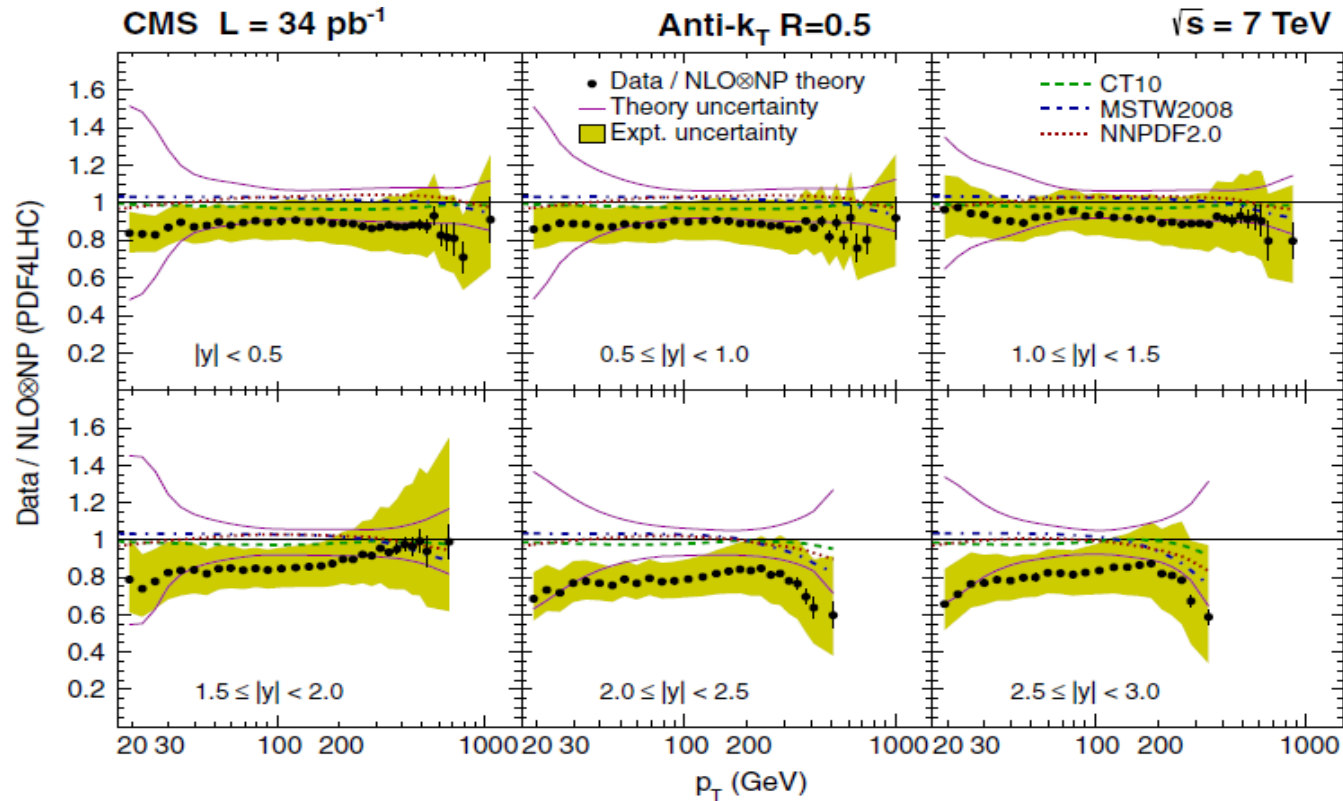 CMS L = 34 pb⁻¹ Anti-k_T R=0.5 √s = 7 TeV
Data / NLO⊗NP (PDF4LHC)
1.6
1.4
1.2
1
0.8
0.6
0.4
0.2
|y| < 0.5
Data / NLO⊗NP theory
Theory uncertainty
Expt. uncertainty
0.5 ≤ |y| < 1.0
CT10
MSTW2008
NNPDF2.0
1.0 ≤ |y| < 1.5
1.6
1.4
1.2
1
0.8
0.6
0.4
0.2
1.5 ≤ |y| < 2.0
2.0 ≤ |y| < 2.5
2.5 ≤ |y| < 3.0
20 30 100 200 1000 20 30 100 200 1000 20 30 100 200 1000
p_T (GeV)